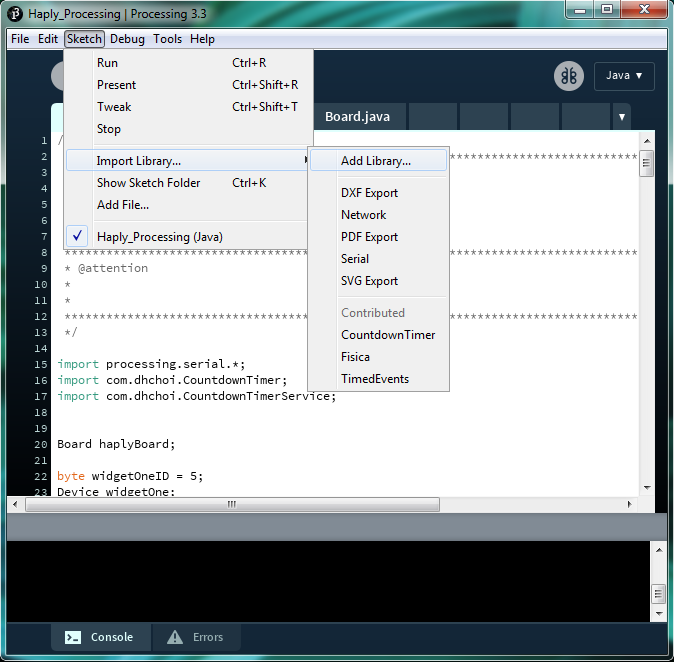 Haply_Processing | Processing 3.3
File Edit Sketch Debug Tools Help
Run Ctrl+R
Present Ctrl+Shift+R
Tweak Ctrl+Shift+T
Stop
Import Library...
Show Sketch Folder Ctrl+K
Add File...
✓ Haply_Processing (Java)
Java ▼
Board.java
▼
Add Library...
DXF Export
Network
PDF Export
Serial
SVG Export
Contributed
CountdownTimer
Fisica
TimedEvents
1 /
2
3
4
5
6
7
8
9 * @attention
10 *
11 *
12
13 */
14
15 import processing.serial.*;
16 import com.dhchoi.CountdownTimer;
17 import com.dhchoi.CountdownTimerService;
18
19
20 Board haplyBoard;
21
22 byte widgetOneID = 5;
23 Device widgetOne;
Console Errors